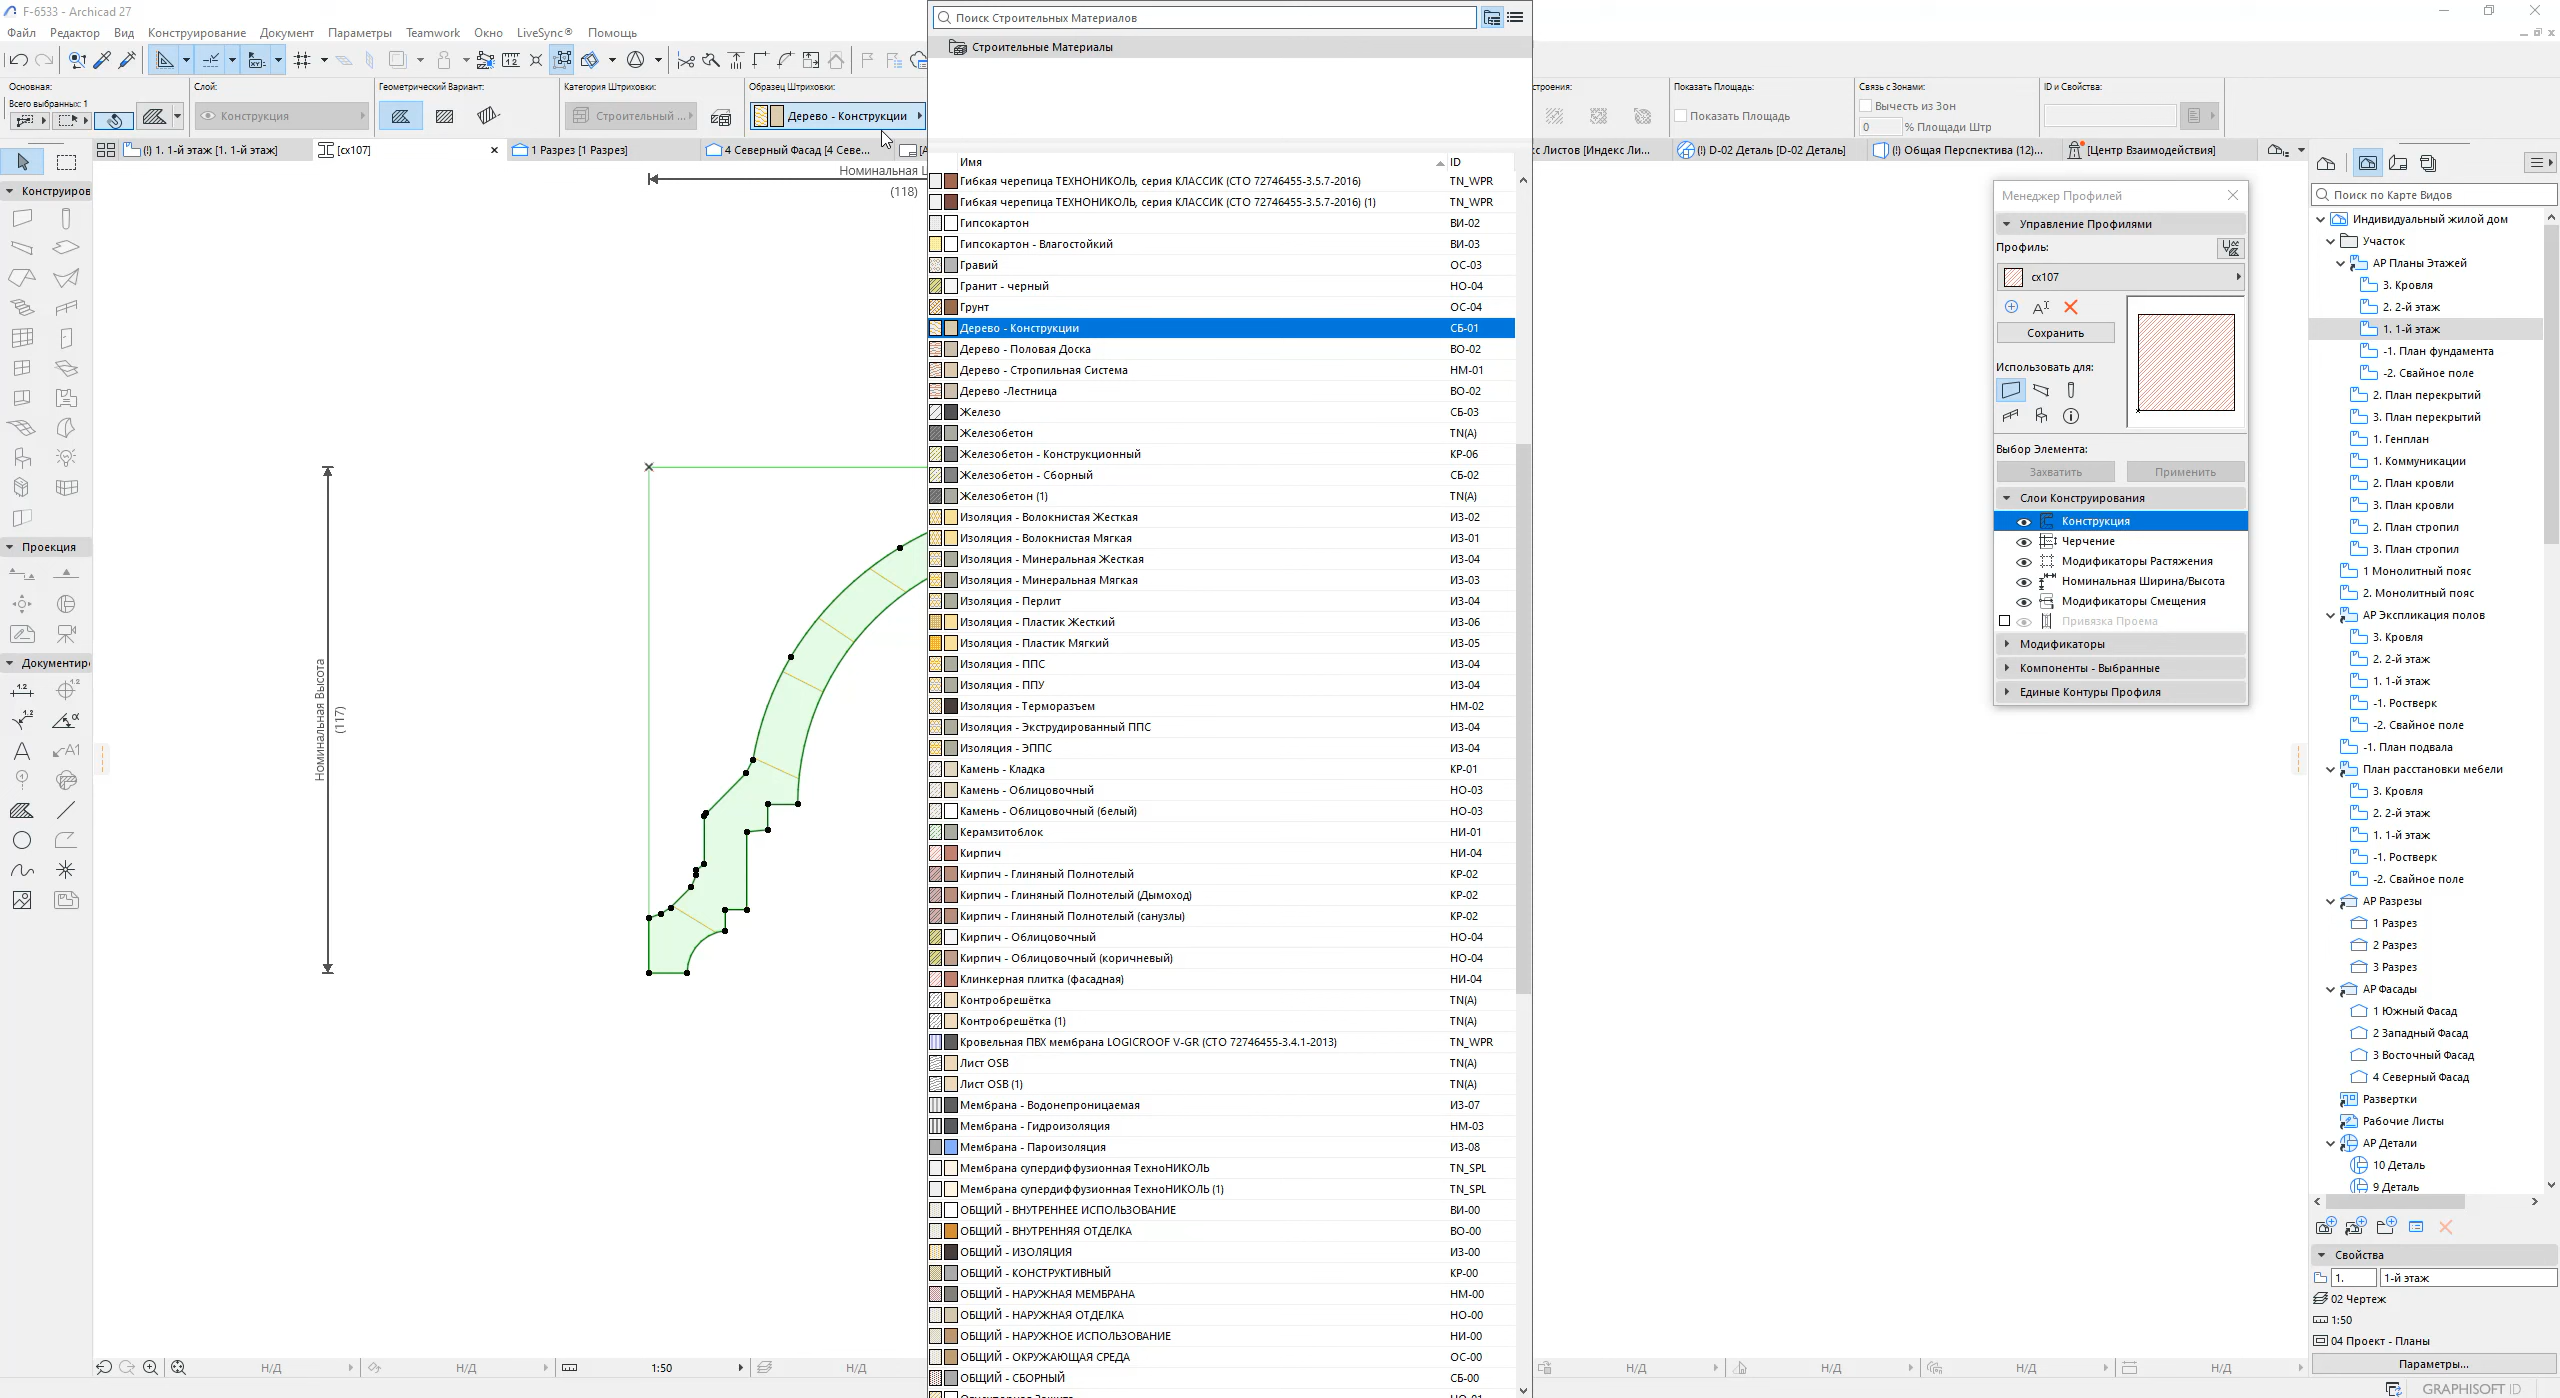 F-6533 - Archicad 27
Файл Редактор Вид Конструирование Документ Параметры Teamwork Окно LiveSync® Помощь
Основная:
Всего выбранных: 1
Слой:
Конструкция
Геометрический Вариант:
Категория Штриховки:
Строительный ...
Образец Штриховки:
Дерево - Конструкции
Показать Площадь:
Показать Площадь
Связь с Зонами:
Вычесть из Зон
0 % Площади Штр
ID и Свойства:
(!) 1. 1-й этаж [1. 1-й этаж]
[cx107]
1 Разрез [1 Разрез]
4 Северный Фасад [4 Севе...
с Листов [Индекс Ли...
(!) D-02 Деталь [D-02 Деталь]
(!) Общая Перспектива (12)...
[Центр Взаимодействия]
Конструиров
Проекция
Документир
Номинальная
(118)
Номинальная Высота
(117)
Поиск Строительных Материалов
Строительные Материалы
Имя ID
Гибкая черепица ТЕХНОНИКОЛЬ, серия КЛАССИК (СТО 72746455-3.5.7-2016) TN_WPR
Гибкая черепица ТЕХНОНИКОЛЬ, серия КЛАССИК (СТО 72746455-3.5.7-2016) (1) TN_WPR
Гипсокартон ВИ-02
Гипсокартон - Влагостойкий ВИ-03
Гравий ОС-03
Гранит - черный НО-04
Грунт ОС-04
Дерево - Конструкции СБ-01
Дерево - Половая Доска ВО-02
Дерево - Стропильная Система НМ-01
Дерево -Лестница ВО-02
Железо СБ-03
Железобетон TN(A)
Железобетон - Конструкционный КР-06
Железобетон - Сборный СБ-02
Железобетон (1) TN(A)
Изоляция - Волокнистая Жесткая ИЗ-02
Изоляция - Волокнистая Мягкая ИЗ-01
Изоляция - Минеральная Жесткая ИЗ-04
Изоляция - Минеральная Мягкая ИЗ-03
Изоляция - Перлит ИЗ-04
Изоляция - Пластик Жесткий ИЗ-06
Изоляция - Пластик Мягкий ИЗ-05
Изоляция - ППС ИЗ-04
Изоляция - ППУ ИЗ-04
Изоляция - Терморазъем НМ-02
Изоляция - Экструдированный ППС ИЗ-04
Изоляция - ЭППС ИЗ-04
Камень - Кладка КР-01
Камень - Облицовочный НО-03
Камень - Облицовочный (белый) НО-03
Керамзитоблок НИ-01
Кирпич НИ-04
Кирпич - Глиняный Полнотелый КР-02
Кирпич - Глиняный Полнотелый (Дымоход) КР-02
Кирпич - Глиняный Полнотелый (санузлы) КР-02
Кирпич - Облицовочный НО-04
Кирпич - Облицовочный (коричневый) НО-04
Клинкерная плитка (фасадная) НИ-04
Контробрешётка TN(A)
Контробрешётка (1) TN(A)
Кровельная ПВХ мембрана LOGICROOF V-GR (СТО 72746455-3.4.1-2013) TN_WPR
Лист OSB TN(A)
Лист OSB (1) TN(A)
Мембрана - Водонепроницаемая ИЗ-07
Мембрана - Гидроизоляция НМ-03
Мембрана - Пароизоляция ИЗ-08
Мембрана супердиффузионная ТехноНИКОЛЬ TN_SPL
Мембрана супердиффузионная ТехноНИКОЛЬ (1) TN_SPL
ОБЩИЙ - ВНУТРЕННЕЕ ИСПОЛЬЗОВАНИЕ ВИ-00
ОБЩИЙ - ВНУТРЕННЯЯ ОТДЕЛКА ВО-00
ОБЩИЙ - ИЗОЛЯЦИЯ ИЗ-00
ОБЩИЙ - КОНСТРУКТИВНЫЙ КР-00
ОБЩИЙ - НАРУЖНАЯ МЕМБРАНА НМ-00
ОБЩИЙ - НАРУЖНАЯ ОТДЕЛКА НО-00
ОБЩИЙ - НАРУЖНОЕ ИСПОЛЬЗОВАНИЕ НИ-00
ОБЩИЙ - ОКРУЖАЮЩАЯ СРЕДА ОС-00
ОБЩИЙ - СБОРНЫЙ СБ-00
Менеджер Профилей
Управление Профилями
Профиль:
cx107
Сохранить
Использовать для:
Выбор Элемента:
Захватить Применить
Слои Конструирования
Конструкция
Черчение
Модификаторы Растяжения
Номинальная Ширина/Высота
Модификаторы Смещения
Привязка Проема
Модификаторы
Компоненты - Выбранные
Единые Контуры Профиля
Поиск по Карте Видов
Индивидуальный жилой дом
Участок
АР Планы Этажей
3. Кровля
2. 2-й этаж
1. 1-й этаж
-1. План фундамента
-2. Свайное поле
2. План перекрытий
3. План перекрытий
1. Генплан
1. Коммуникации
2. План кровли
3. План кровли
2. План стропил
3. План стропил
1 Монолитный пояс
2. Монолитный пояс
АР Экспликация полов
3. Кровля
2. 2-й этаж
1. 1-й этаж
-1. Ростверк
-2. Свайное поле
-1. План подвала
План расстановки мебели
3. Кровля
2. 2-й этаж
1. 1-й этаж
-1. Ростверк
-2. Свайное поле
АР Разрезы
1 Разрез
2 Разрез
3 Разрез
АР Фасады
1 Южный Фасад
2 Западный Фасад
3 Восточный Фасад
4 Северный Фасад
Развертки
Рабочие Листы
АР Детали
10 Деталь
9 Деталь
Свойства
1. 1-й этаж
02 Чертеж
1:50
04 Проект - Планы
Параметры...
Н/Д Н/Д 1:50 Н/Д Н/Д Н/Д Н/Д Н/Д
GRAPHISOFT ID